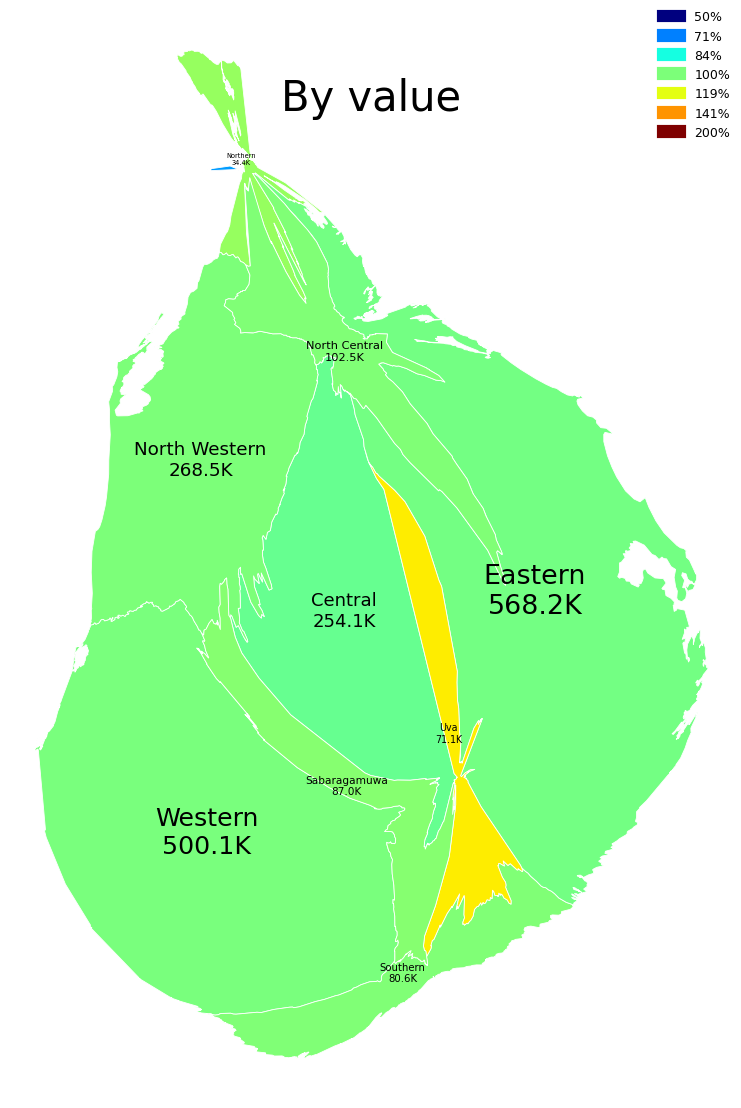 50%
71%
84%
100%
119%
141%
200%
By value
Northern
34.4K
North Central
102.5K
North Western
268.5K
Eastern
568.2K
Central
254.1K
Uva
71.1K
Sabaragamuwa
87.0K
Western
500.1K
Southern
80.6K